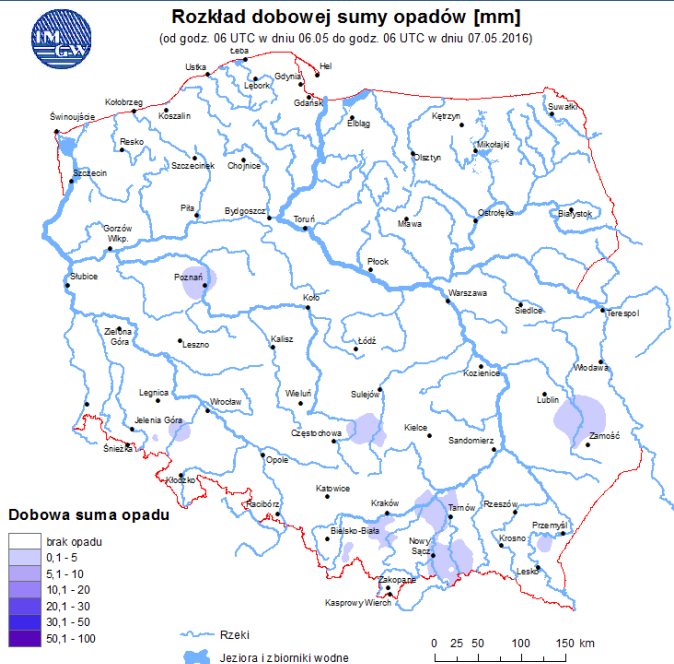 IM
GW
Rozkład dobowej sumy opadów [mm]
(od godz. 06 UTC w dniu 06.05 do godz. 06 UTC w dniu 07.05.2016)
Łeba
Ustka
Hel
Gdynia
Lębork
Gdańsk
Kołobrzeg
Koszalin
Świnoujście
Elbląg
Kętrzyn
Suwałki
Resko
Szczecinek
Chojnice
Olsztyn
Mikołajki
Szczecin
Piła
Bydgoszcz
Toruń
Mława
Ostrołęka
Białystok
Gorzów
Wlkp.
Płock
Słubice
Poznań
Koło
Warszawa
Siedlce
Terespol
Zielona
Góra
Leszno
Kalisz
Łódź
Kozienice
Włodawa
Legnica
Wrocław
Wieluń
Sulejów
Lublin
Jelenia Góra
Częstochowa
Kielce
Sandomierz
Zamość
Śnieżka
Opole
Kłodzko
Katowice
Racibórz
Kraków
Tarnów
Rzeszów
Przemyśl
Bielsko-Biała
Nowy
Sącz
Krosno
Lesko
Zakopane
Kasprowy Wierch
Dobowa suma opadu
brak opadu
0,1 - 5
5,1 - 10
10,1 - 20
20,1 - 30
30,1 - 50
50,1 - 100
Rzeki
Jeziora i zbiorniki wodne
0 25 50 100 150 km